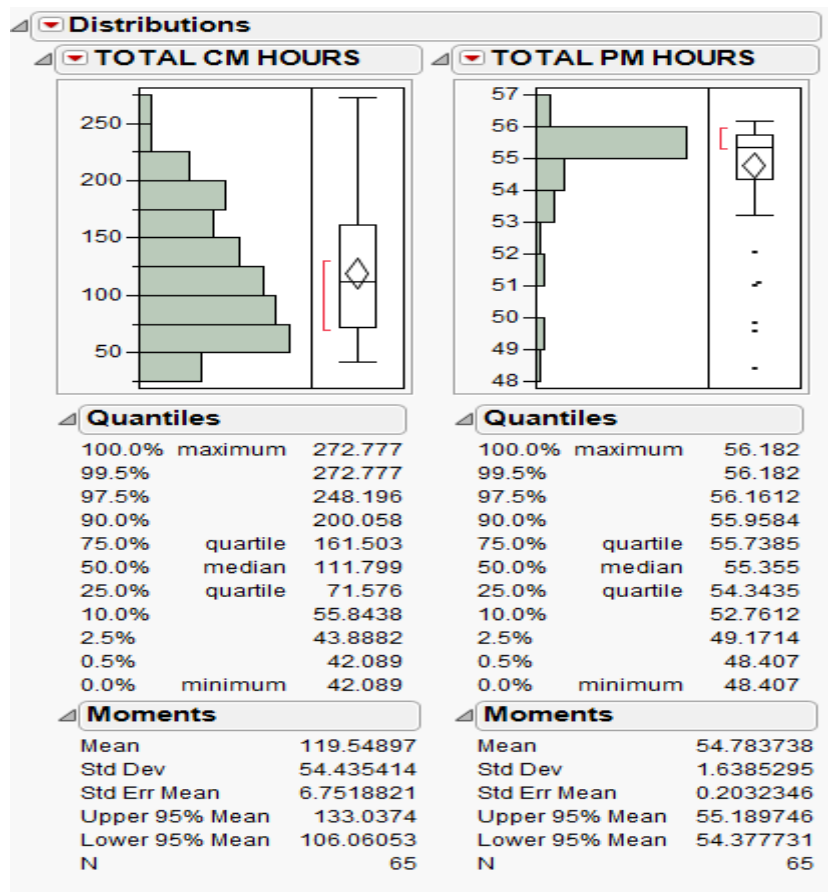 Distributions
TOTAL CM HOURS
250
200
150
100
50
Quantiles
100.0% maximum 272.777
99.5% 272.777
97.5% 248.196
90.0% 200.058
75.0% quartile 161.503
50.0% median 111.799
25.0% quartile 71.576
10.0% 55.8438
2.5% 43.8882
0.5% 42.089
0.0% minimum 42.089
Moments
Mean 119.54897
Std Dev 54.435414
Std Err Mean 6.7518821
Upper 95% Mean 133.0374
Lower 95% Mean 106.06053
N 65
TOTAL PM HOURS
57
56
55
54
53
52
51
50
49
48
Quantiles
100.0% maximum 56.182
99.5% 56.182
97.5% 56.1612
90.0% 55.9584
75.0% quartile 55.7385
50.0% median 55.355
25.0% quartile 54.3435
10.0% 52.7612
2.5% 49.1714
0.5% 48.407
0.0% minimum 48.407
Moments
Mean 54.783738
Std Dev 1.6385295
Std Err Mean 0.2032346
Upper 95% Mean 55.189746
Lower 95% Mean 54.377731
N 65